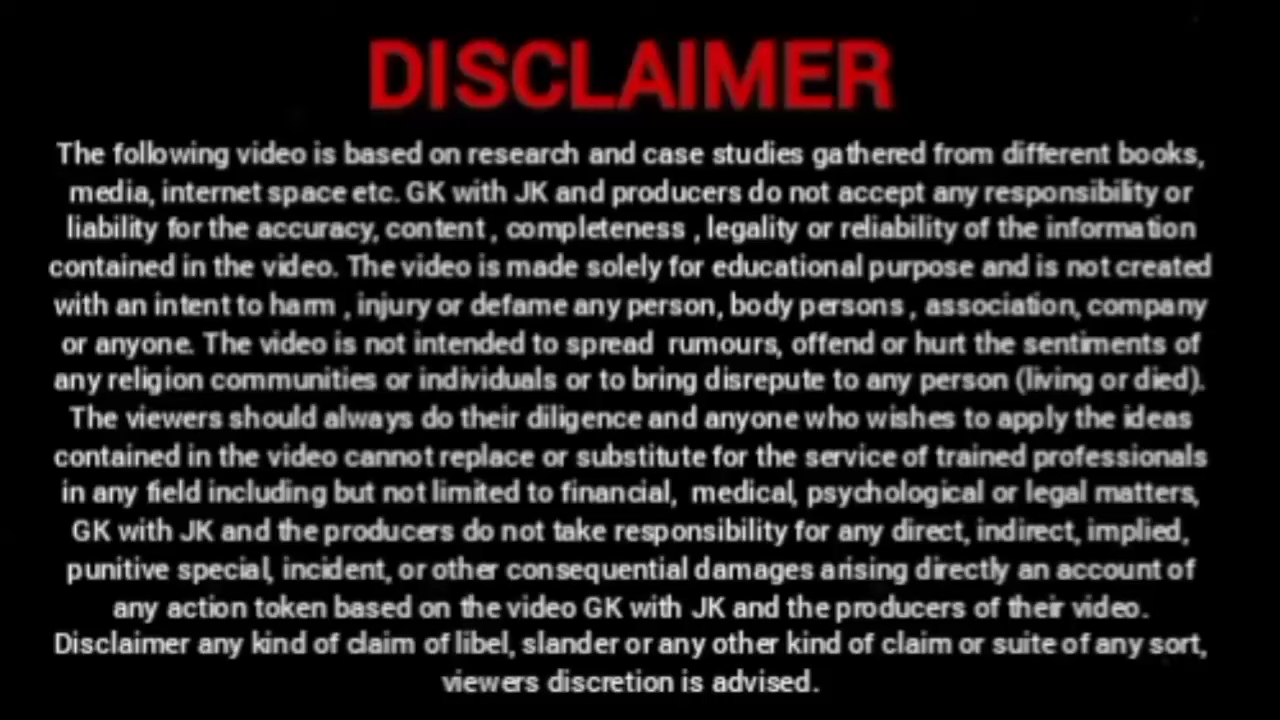 DISCLAIMER
The following video is based on research and case studies gathered from different books,
media, internet space etc. GK with JK and producers do not accept any responsibility or
liability for the accuracy, content , completeness , legality or reliability of the information
contained in the video. The video is made solely for educational purpose and is not created
with an intent to harm , injury or defame any person, body persons , association, company
or anyone. The video is not intended to spread rumours, offend or hurt the sentiments of
any religion communities or individuals or to bring disrepute to any person (living or died).
The viewers should always do their diligence and anyone who wishes to apply the ideas
contained in the video cannot replace or substitute for the service of trained professionals
in any field including but not limited to financial, medical, psychological or legal matters,
GK with JK and the producers do not take responsibility for any direct, indirect, implied,
punitive special, incident, or other consequential damages arising directly an account of
any action token based on the video GK with JK and the producers of their video.
Disclaimer any kind of claim of libel, slander or any other kind of claim or suite of any sort,
viewers discretion is advised.